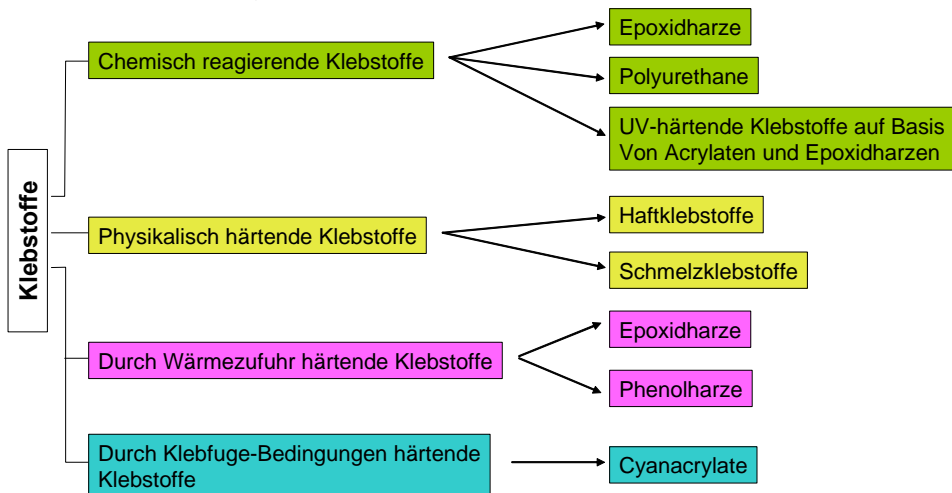 Klebstoffe
Chemisch reagierende Klebstoffe
Epoxidharze
Polyurethane
UV-härtende Klebstoffe auf Basis
Von Acrylaten und Epoxidharzen
Physikalisch härtende Klebstoffe
Haftklebstoffe
Schmelzklebstoffe
Durch Wärmezufuhr härtende Klebstoffe
Epoxidharze
Phenolharze
Durch Klebfuge-Bedingungen härtende
Klebstoffe
Cyanacrylate